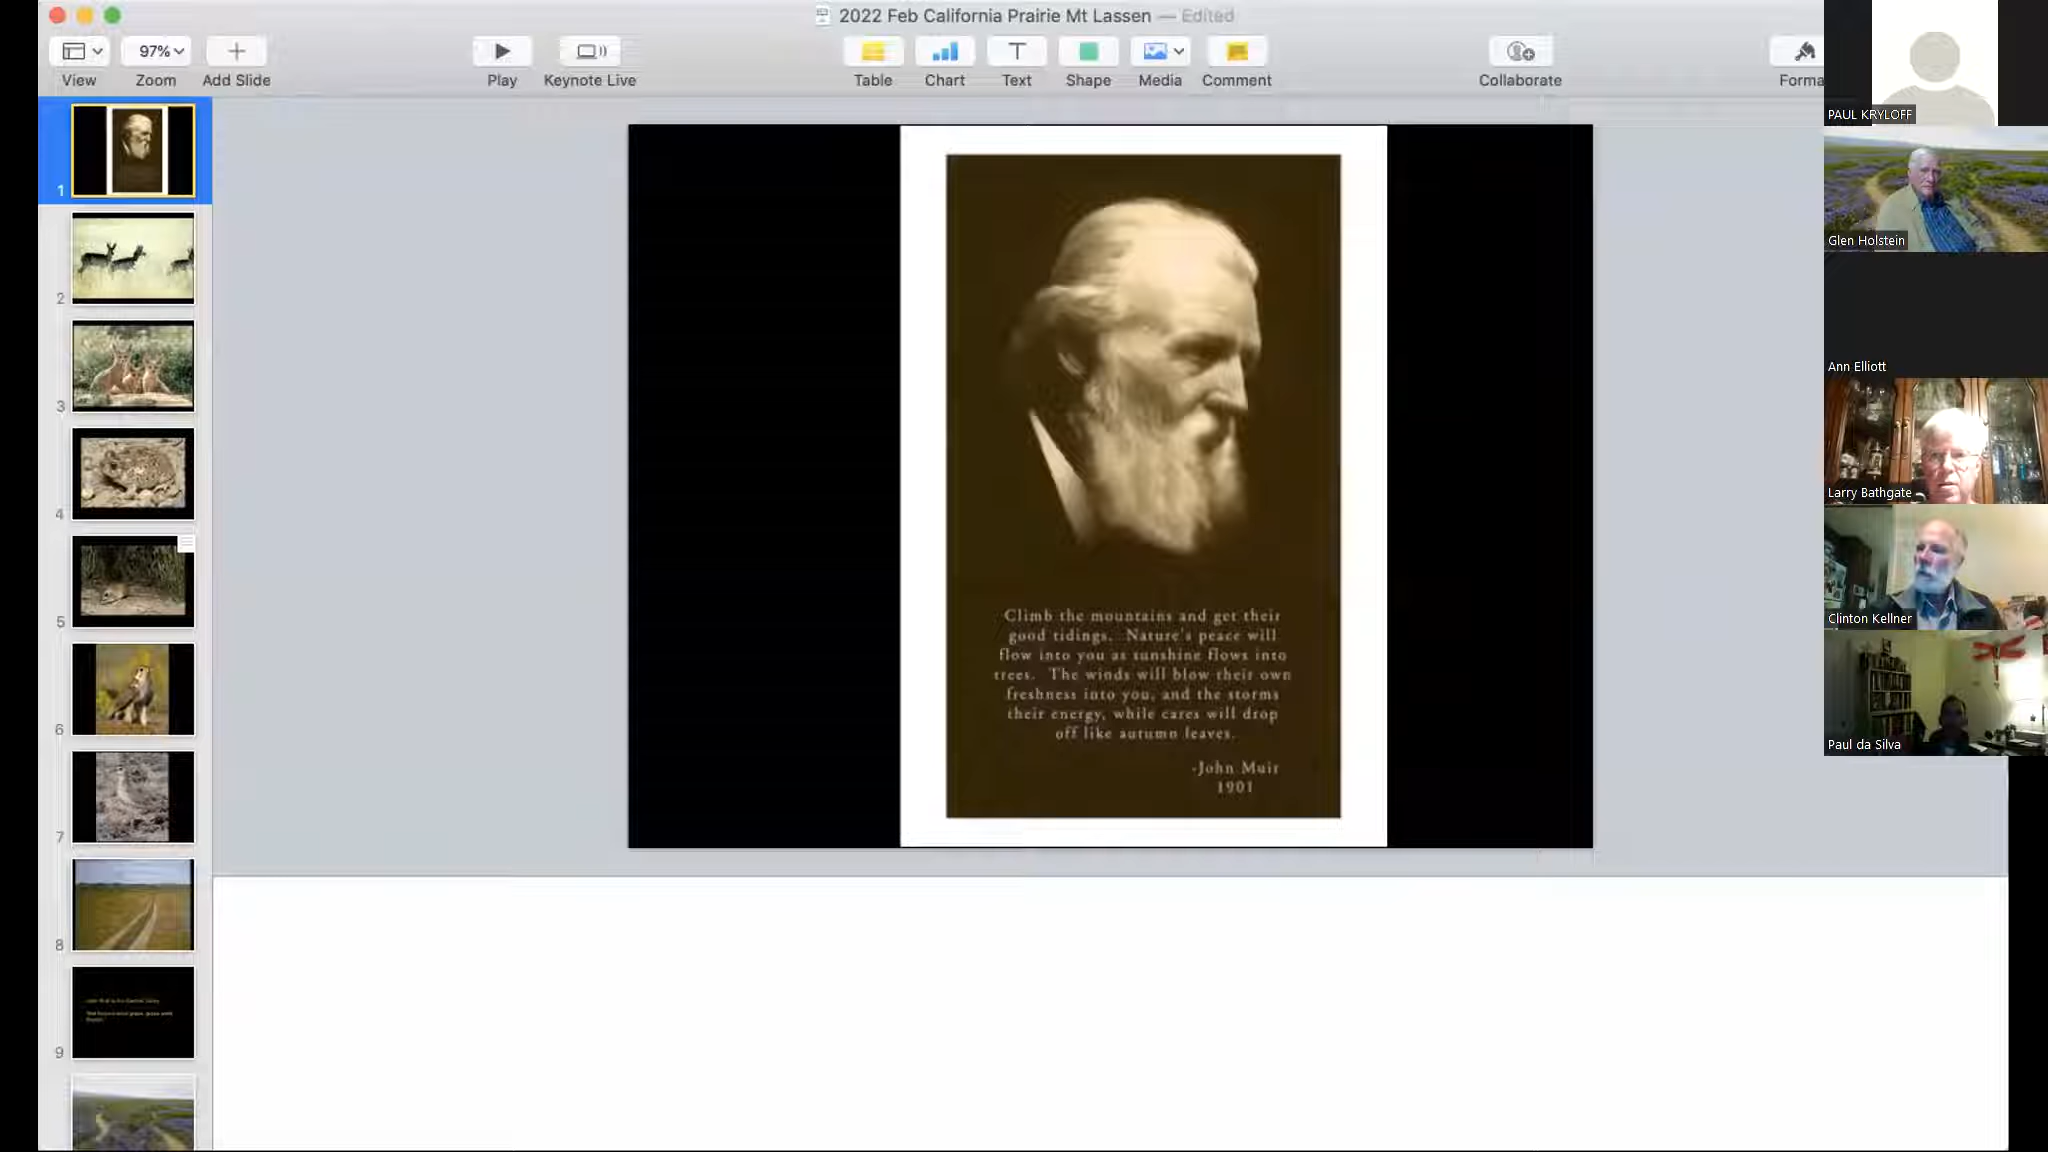 2022 Feb California Prairie Mt Lassen — Edited
97%
View
Zoom
Add Slide
Play
Keynote Live
Table
Chart
Text
Shape
Media
Comment
Collaborate
Forma
1
2
3
4
5
6
7
8
9
Climb the mountains and get their
good tidings. Nature's peace will
flow into you as sunshine flows into
trees. The winds will blow their own
freshness into you, and the storms
their energy, while cares will drop
off like autumn leaves.
-John Muir
1901
PAUL KRYLOFF
Glen Holstein
Ann Elliott
Larry Bathgate
Clinton Kellner
Paul da Silva